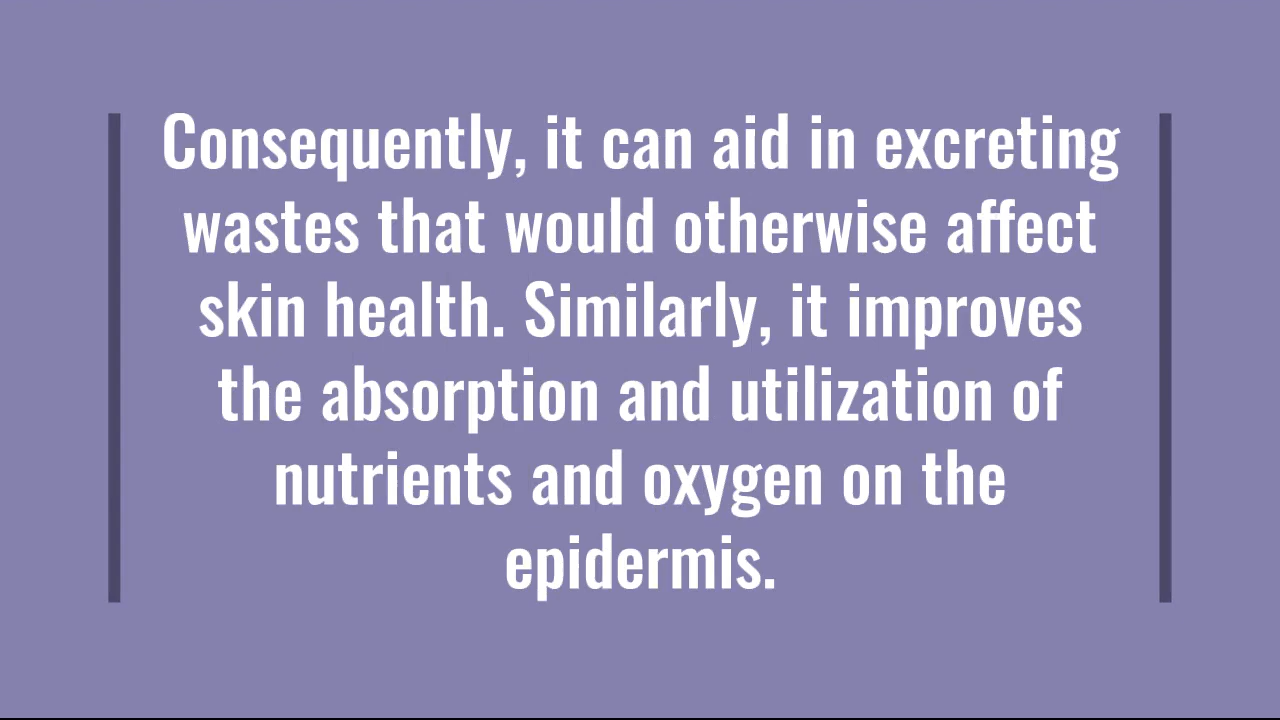 Consequently, it can aid in excreting
wastes that would otherwise affect
skin health. Similarly, it improves
the absorption and utilization of
nutrients and oxygen on the
epidermis.